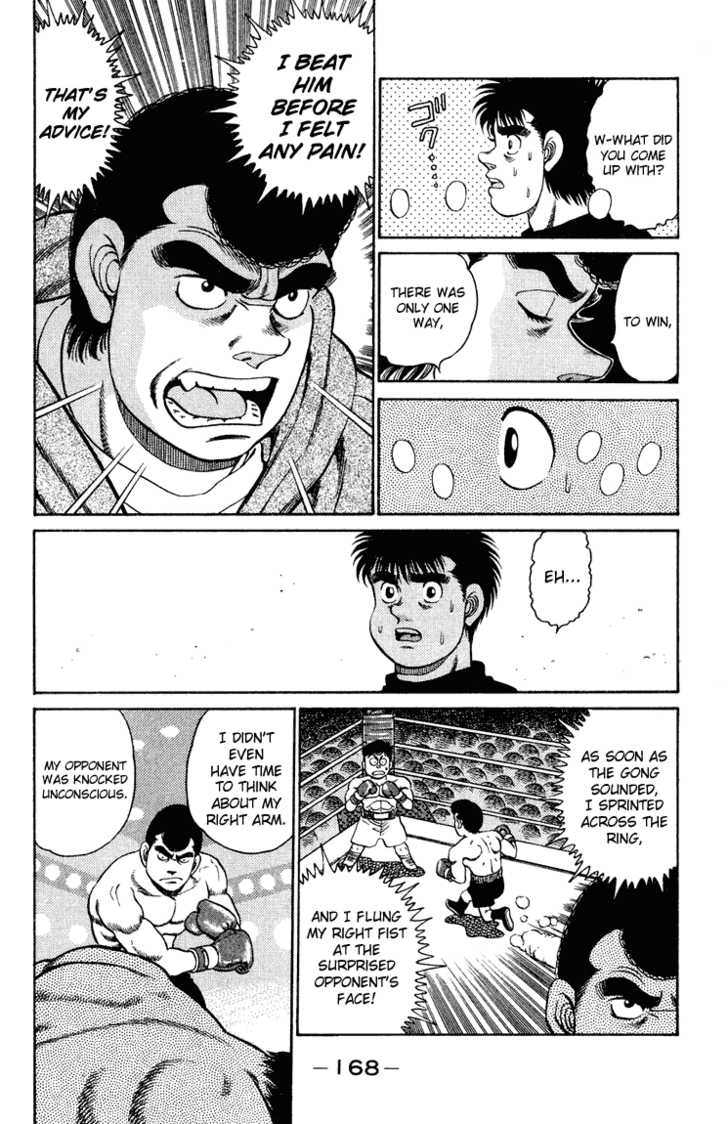 W-WHAT DID
YOU COME
UP WITH?
ゴク…
TO WIN,
THERE WAS
ONLY ONE
WAY,
I BEAT
HIM
BEFORE
I FELT
ANY PAIN!
THAT'S
MY
ADVICE!
EH...
AS SOON AS
THE GONG
SOUNDED,
I SPRINTED
ACROSS THE
RING,
AND I FLUNG
MY RIGHT FIST
AT THE
SURPRISED
OPPONENT'S
FACE!
I DIDN'T
EVEN
HAVE TIME
TO THINK
ABOUT MY
RIGHT ARM.
MY OPPONENT
WAS KNOCKED
UNCONSCIOUS.
—168—